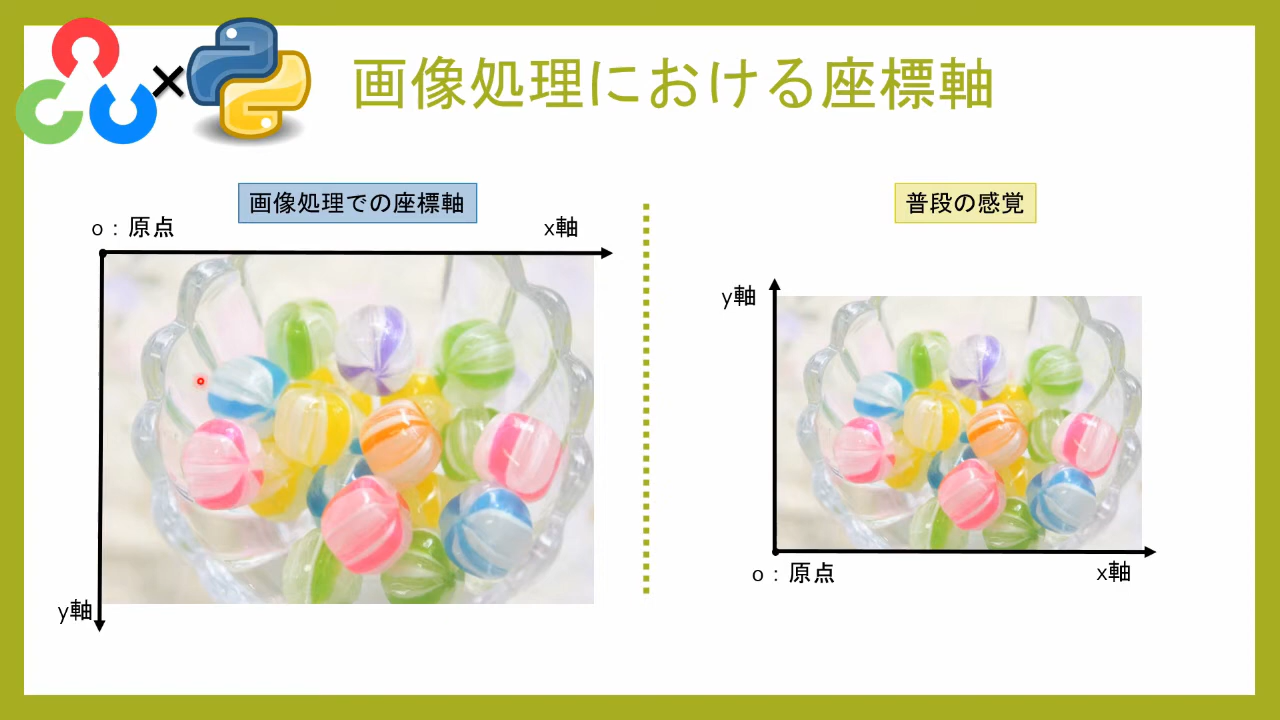 画像処理における座標軸
画像処理での座標軸
o：原点
x軸
y軸
普段の感覚
y軸
o：原点
x軸